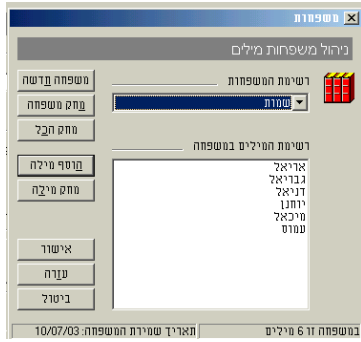 משפחות
ניהול משפחות מילים
רשימת המשפחות
שמות
רשימת המילים במשפחה
אריאל
גבריאל
דניאל
יוחנן
מיכאל
עמוס
משפחה חדשה
מחק משפחה
מחק הכל
הוסף מילה
מחק מילה
אישור
עזרה
ביטול
במשפחה זו 6 מילים
תאריך שמירת המשפחה: 10/07/03